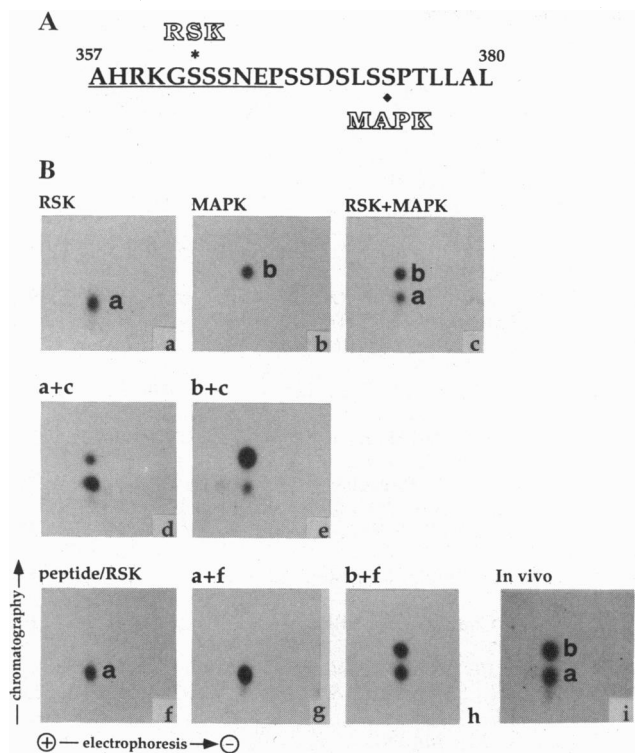 A
RSK
357 * 380
AHRKGSSSNEPSSDSLSSPTLLAL
◆
MAPK
B
RSK MAPK RSK+MAPK
a b b a
a b c
a+c b+c
d e
peptide/RSK a+f b+f In vivo
a b a
f g h i
chromatography
+ electrophoresis −